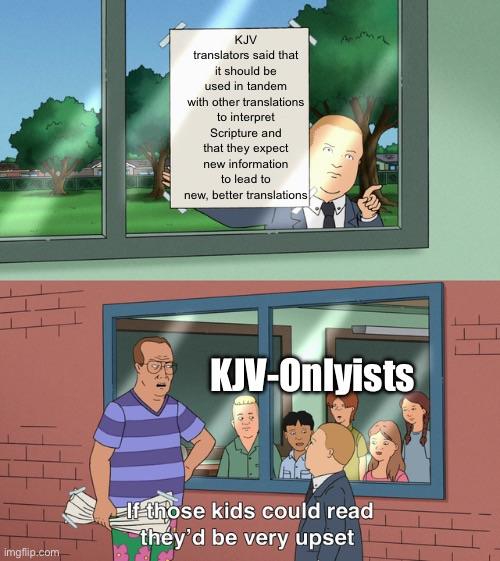 KJV
translators said that
it should be
used in tandem
with other translations
to interpret
Scripture and
that they expect
new information
to lead to
new, better translations
KJV-Onlyists
If those kids could read
they'd be very upset
imgflip.com